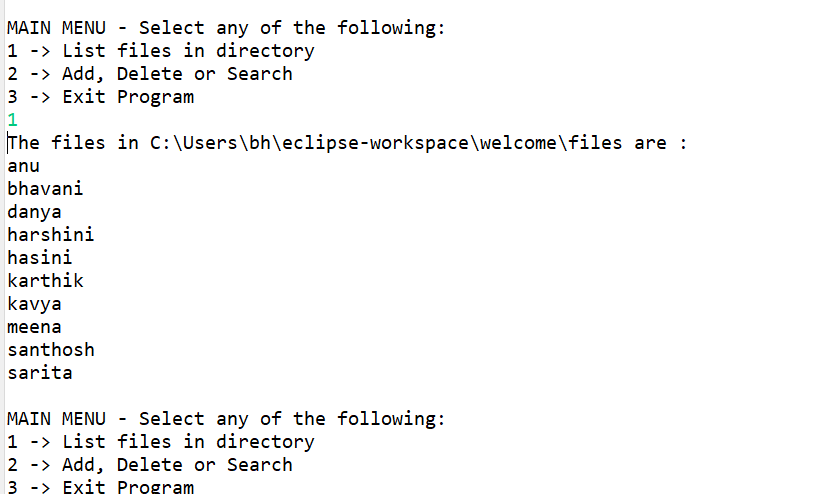 MAIN MENU - Select any of the following:
1 -> List files in directory
2 -> Add, Delete or Search
3 -> Exit Program
1
The files in C:\Users\bh\eclipse-workspace\welcome\files are :
anu
bhavani
danya
harshini
hasini
karthik
kavya
meena
santhosh
sarita
MAIN MENU - Select any of the following:
1 -> List files in directory
2 -> Add, Delete or Search
3 -> Exit Program